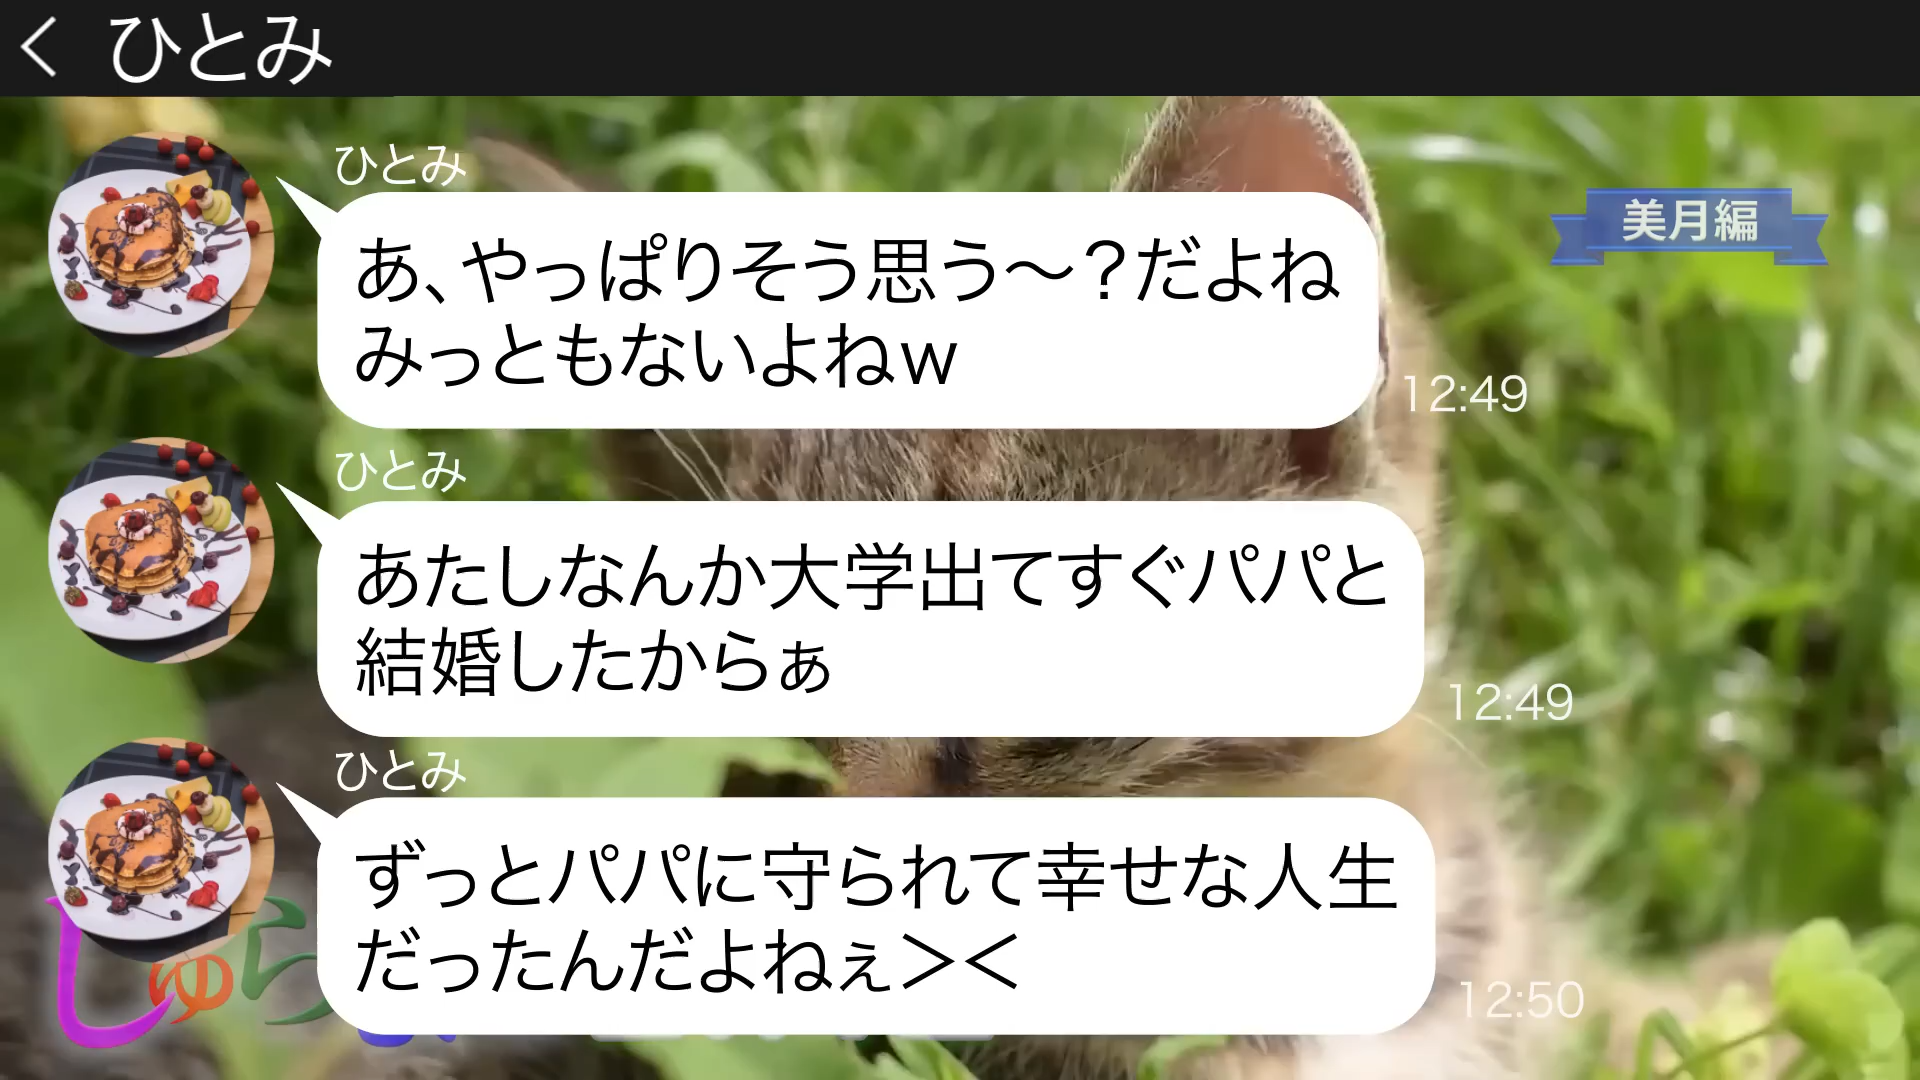 ひとみ
ひとみ
美月編
あ、やっぱりそう思う～？だよね
みっともないよねｗ
12:49
ひとみ
あたしなんか大学出てすぐパパと
結婚したからぁ
12:49
ひとみ
ずっとパパに守られて幸せな人生
だったんだよねぇ＞＜
12:50
しゅら